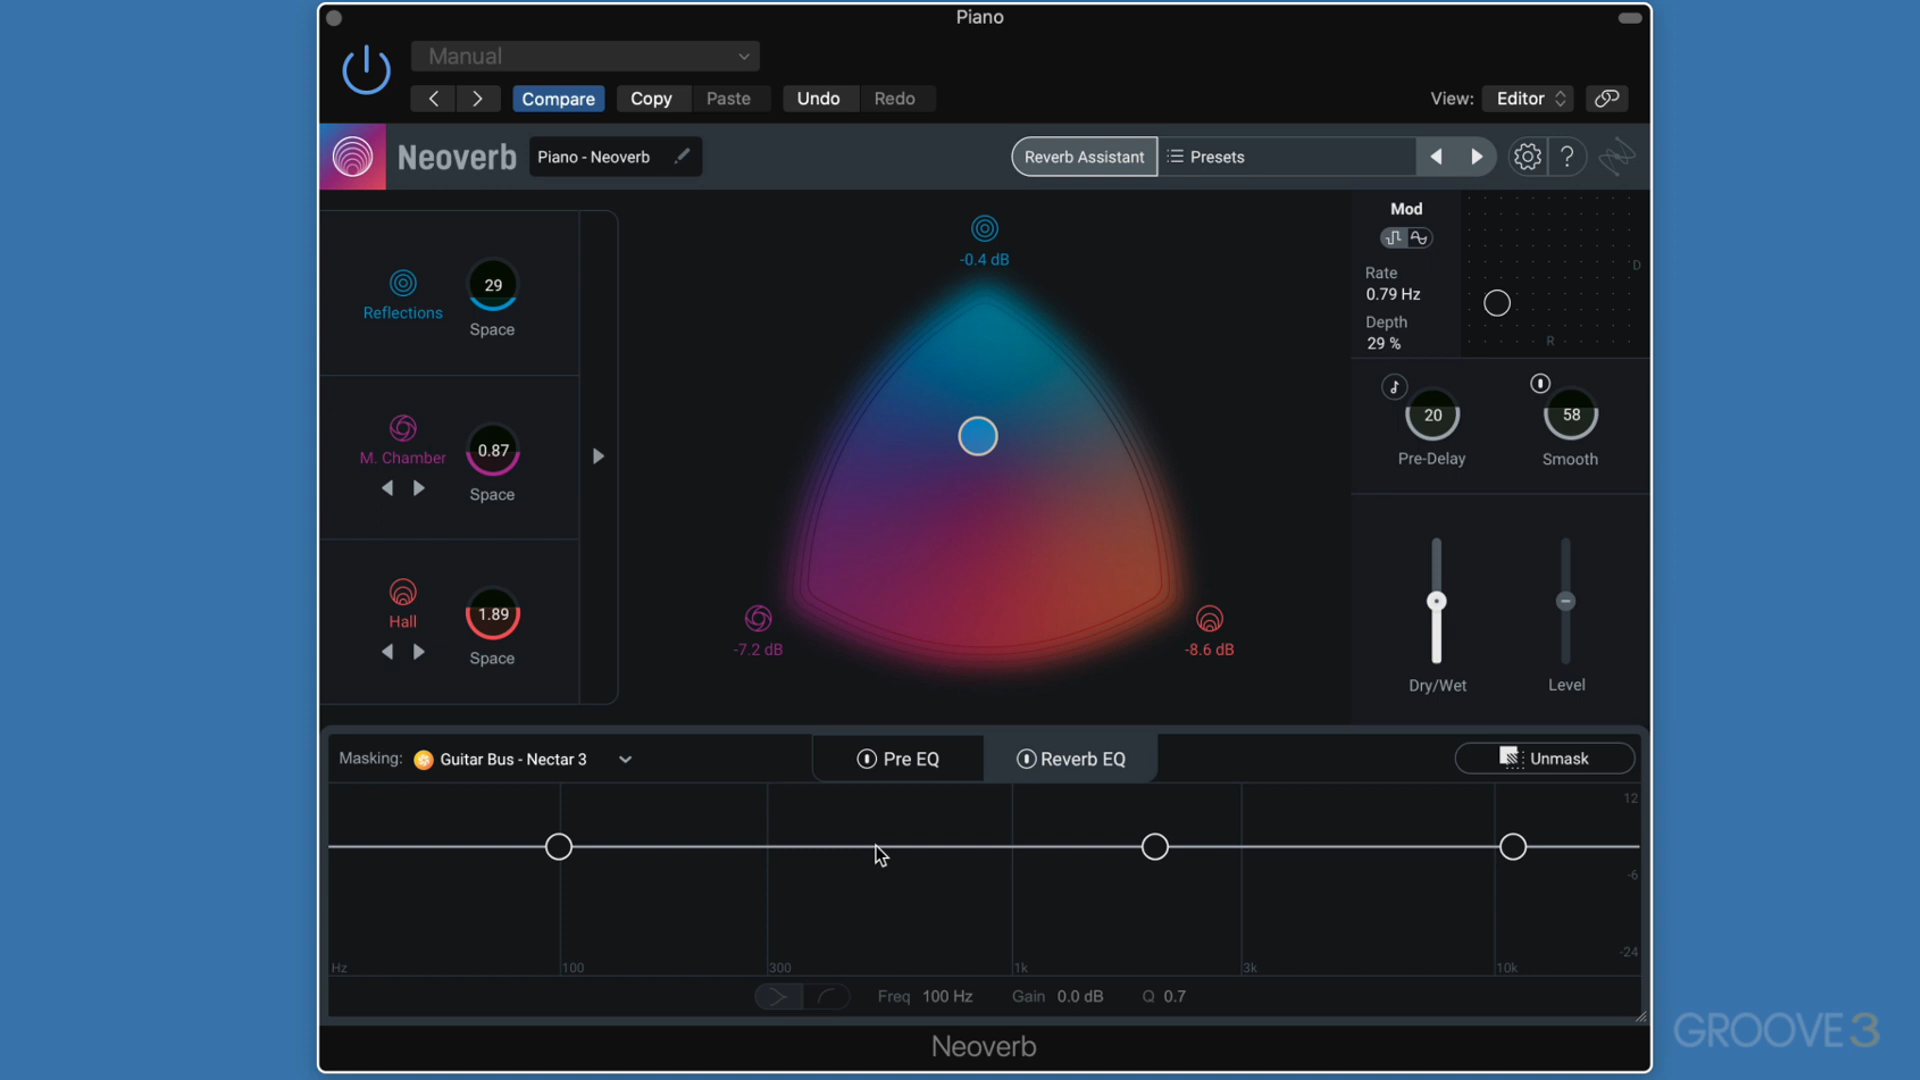 Piano
Manual
Compare Copy Paste Undo Redo View: Editor
Neoverb Piano - Neoverb Reverb Assistant Presets ?
Mod
Rate
0.79 Hz
Depth
29 %
D
R
-0.4 dB
Reflections 29
Space
M. Chamber 0.87
Space
Hall 1.89
Space
-7.2 dB
-8.6 dB
20 58
Pre-Delay Smooth
Dry/Wet Level
Masking: Guitar Bus - Nectar 3 Pre EQ Reverb EQ Unmask
12
-6
-24
Hz 100 300 1k 3k 10k
Freq 100 Hz Gain 0.0 dB Q 0.7
Neoverb
GROOVE3